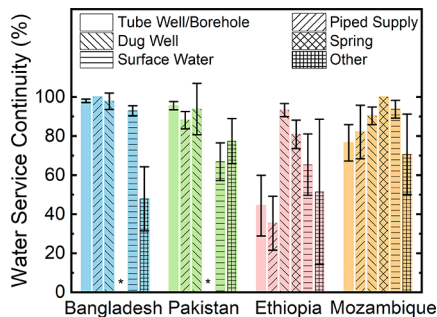 Water Service Continuity (%)
Tube Well/Borehole
Dug Well
Surface Water
Piped Supply
Spring
Other
100
80
60
40
20
0
*
*
Bangladesh Pakistan Ethiopia Mozambique